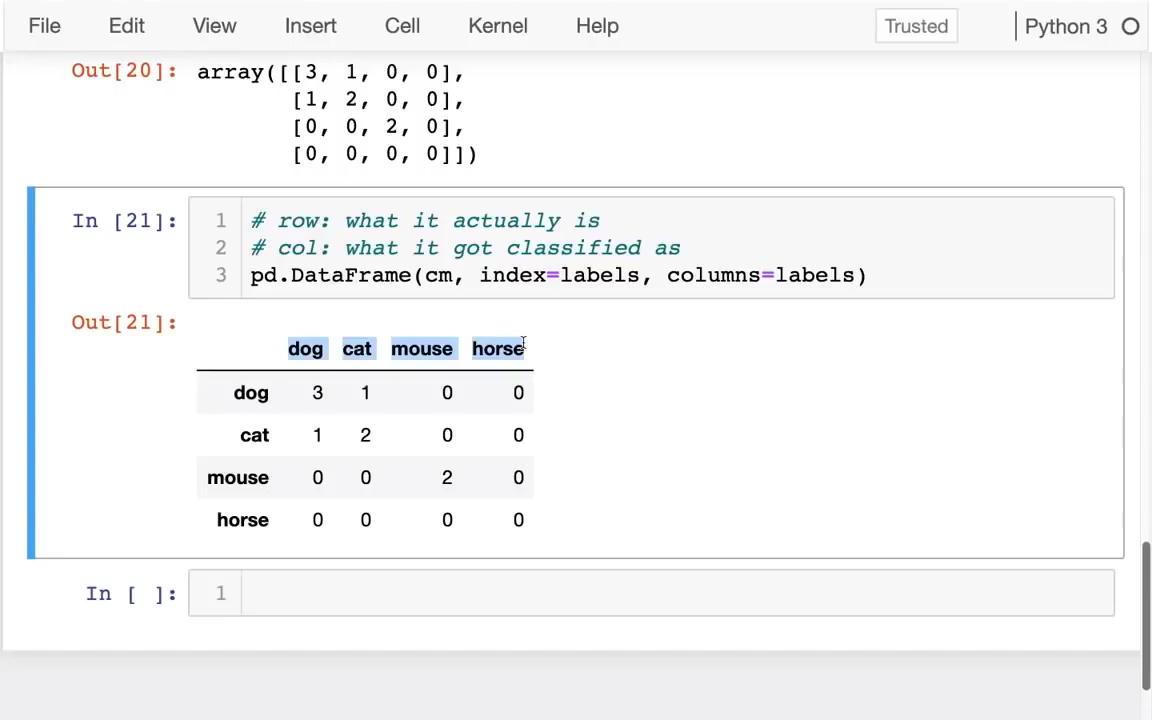 File Edit View Insert Cell Kernel Help Trusted Python 3
Out[20]: array([[3, 1, 0, 0],
[1, 2, 0, 0],
[0, 0, 2, 0],
[0, 0, 0, 0]])
In [21]: 1 # row: what it actually is
2 # col: what it got classified as
3 pd.DataFrame(cm, index=labels, columns=labels)
Out[21]:
dog cat mouse horse
dog 3 1 0 0
cat 1 2 0 0
mouse 0 0 2 0
horse 0 0 0 0
In [ ]: 1